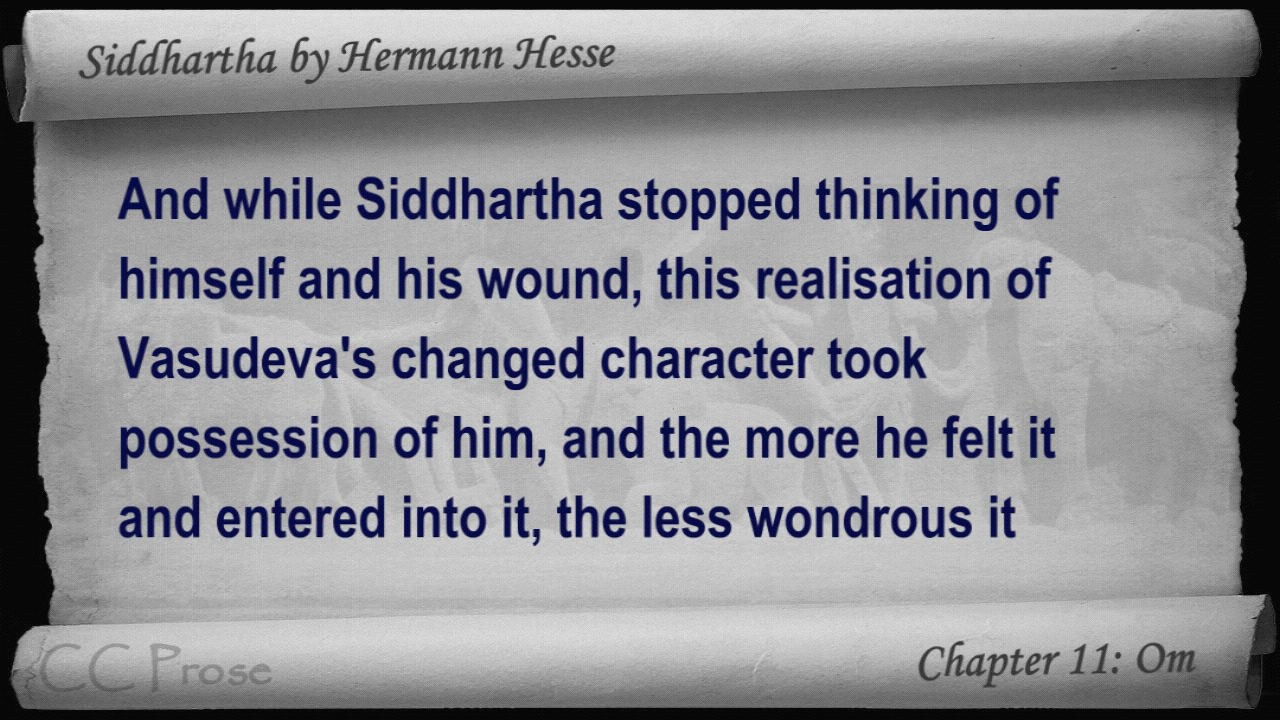 Siddhartha by Hermann Hesse
And while Siddhartha stopped thinking of
himself and his wound, this realisation of
Vasudeva's changed character took
possession of him, and the more he felt it
and entered into it, the less wondrous it
CC Prose
Chapter 11: Om